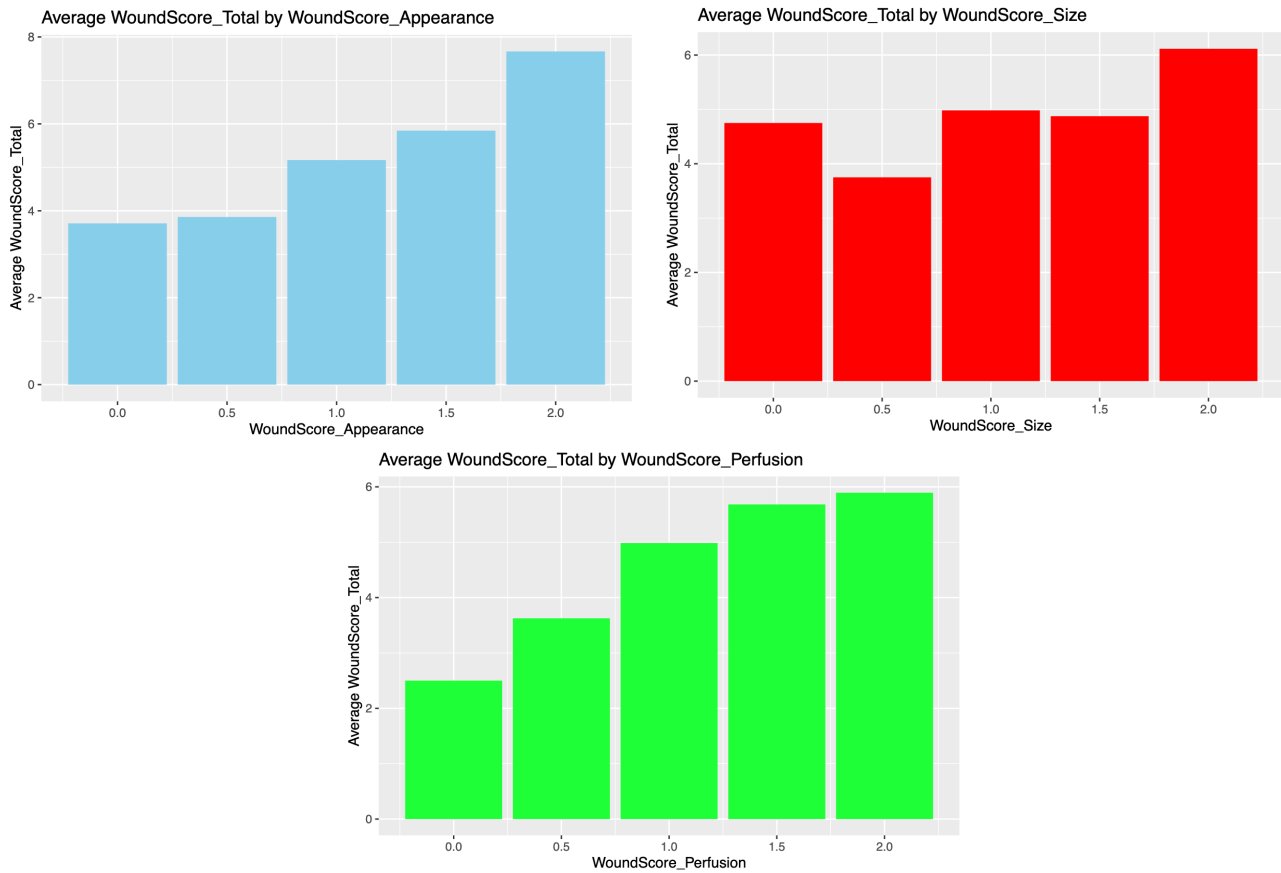 Average WoundScore_Total by WoundScore_Appearance
Average WoundScore_Total
8
6
4
2
0
0.0 0.5 1.0 1.5 2.0
WoundScore_Appearance
Average WoundScore_Total by WoundScore_Size
Average WoundScore_Total
6
4
2
0
0.0 0.5 1.0 1.5 2.0
WoundScore_Size
Average WoundScore_Total by WoundScore_Perfusion
Average WoundScore_Total
6
4
2
0
0.0 0.5 1.0 1.5 2.0
WoundScore_Perfusion